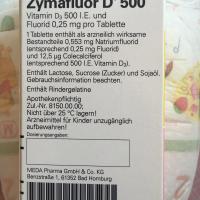 Zymafluor D 500
Vitamin D₃ 500 I.E. und
Fluorid 0,25 mg pro Tablette
1 Tablette enthält als arzneilich wirksame
Bestandteile 0,553 mg Natriumfluorid
(entsprechend 0,25 mg Fluorid)
und 12,5 µg Colecalciferol
(entsprechend 500 I.E. Vitamin D₃).
Enthält Lactose, Sucrose (Zucker) und Sojaöl.
Gebrauchsinformation beachten.
Enthält Rindergelatine
Apothekenpflichtig
Zul.-Nr. 8150.00.00
Nicht über 25 °C lagern!
Arzneimittel für Kinder unzugänglich
aufbewahren!
Dosierungsangaben:
MEDA Pharma GmbH & Co. KG
Benzstraße 1, 61352 Bad Homburg